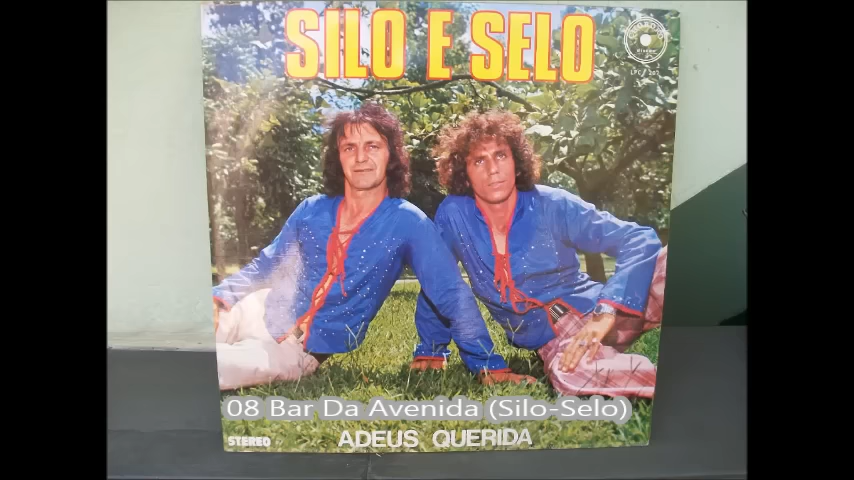 SILO E SELO
08 Bar Da Avenida (Silo-Selo)
STEREO
ADEUS QUERIDA